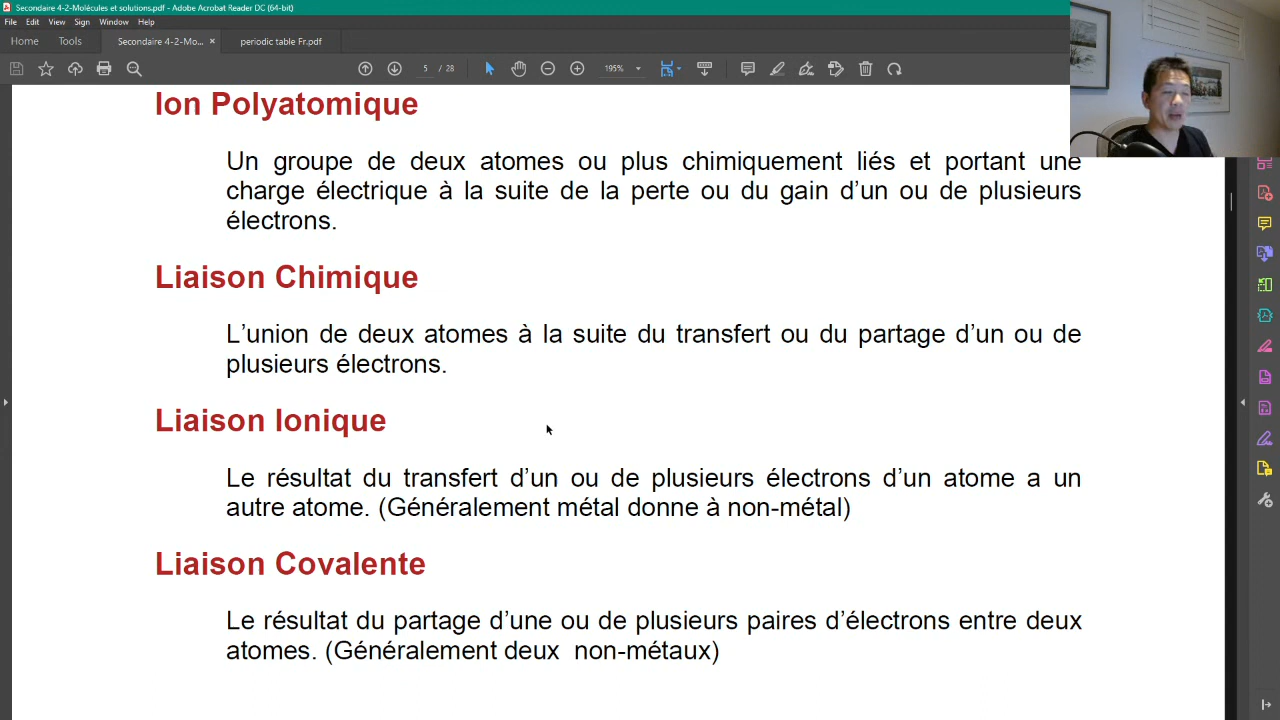 Secondaire 4-2-Molécules et solutions.pdf - Adobe Acrobat Reader DC (64-bit)
File Edit View Sign Window Help
Home Tools Secondaire 4-2-Mo... × periodic table Fr.pdf
5 / 28 195%
Ion Polyatomique
Un groupe de deux atomes ou plus chimiquement liés et portant une
charge électrique à la suite de la perte ou du gain d’un ou de plusieurs
électrons.
Liaison Chimique
L’union de deux atomes à la suite du transfert ou du partage d’un ou de
plusieurs électrons.
Liaison Ionique
Le résultat du transfert d’un ou de plusieurs électrons d’un atome a un
autre atome. (Généralement métal donne à non-métal)
Liaison Covalente
Le résultat du partage d’une ou de plusieurs paires d’électrons entre deux
atomes. (Généralement deux non-métaux)